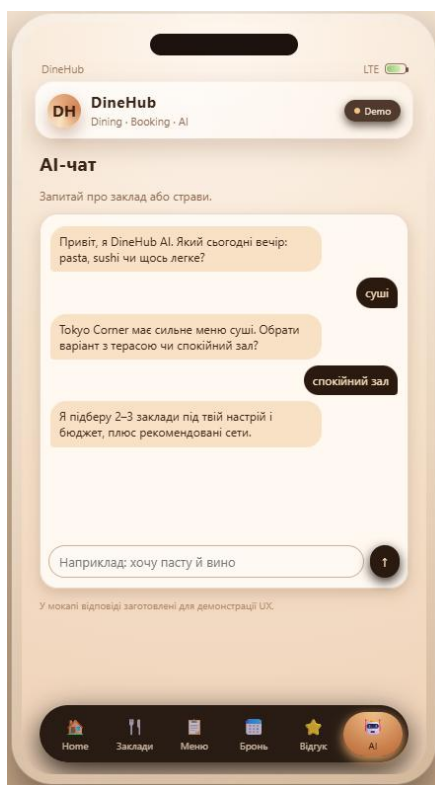 DineHub
LTE
DH
DineHub
Dining · Booking · AI
Demo
AI-чат
Запитай про заклад або страви.
Привіт, я DineHub AI. Який сьогодні вечір:
pasta, sushi чи щось легке?
суші
Tokyo Corner має сильне меню суші. Обрати
варіант з терасою чи спокійний зал?
спокійний зал
Я підберу 2–3 заклади під твій настрій і
бюджет, плюс рекомендовані сети.
Наприклад: хочу пасту й вино
↑
У мокапі відповіді заготовлені для демонстрації UX.
Home
Заклади
Меню
Бронь
Відгук
AI